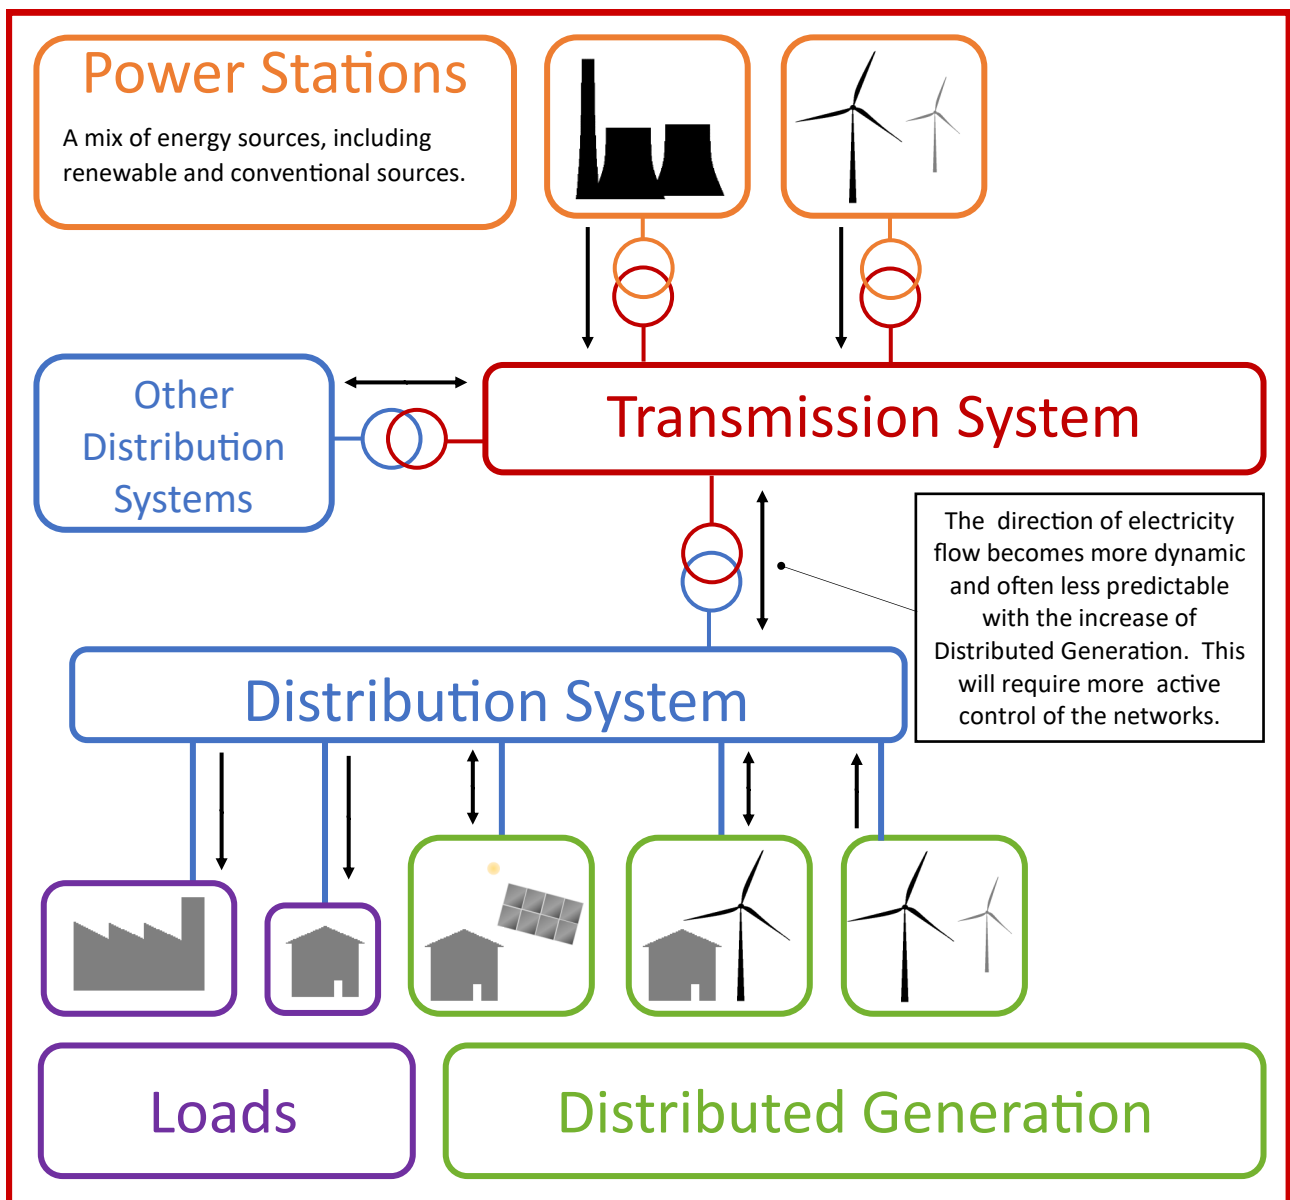 Power Stations
A mix of energy sources, including
renewable and conventional sources.
Other
Distribution
Systems
Transmission System
The direction of electricity
flow becomes more dynamic
and often less predictable
with the increase of
Distributed Generation. This
will require more active
control of the networks.
Distribution System
Loads
Distributed Generation